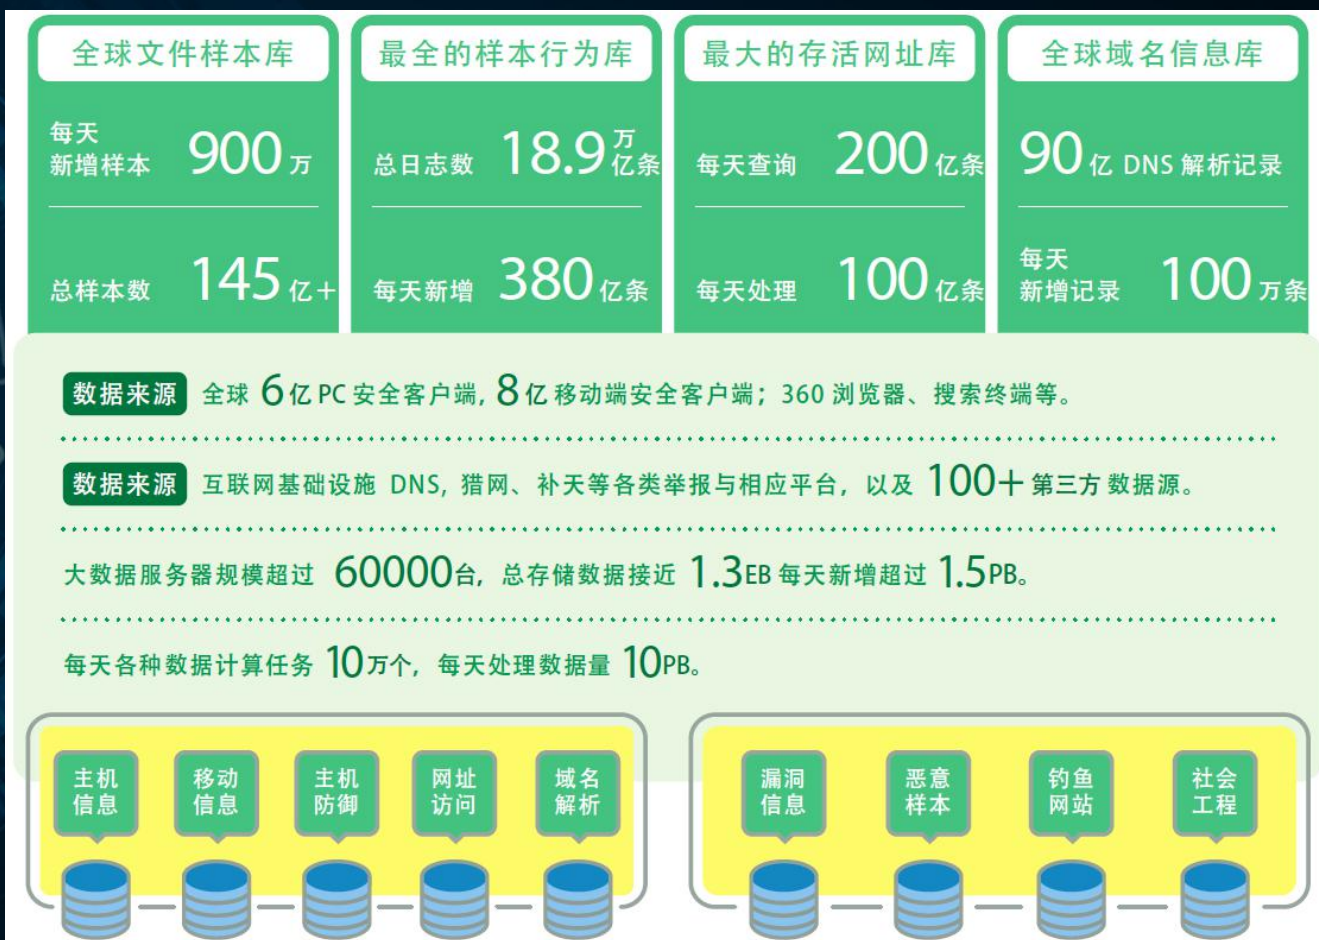 全球文件样本库
每天
新增样本 900万
总样本数 145亿+
最全的样本行为库
总日志数 18.9万亿条
每天新增 380亿条
最大的存活网址库
每天查询 200亿条
每天处理 100亿条
全球域名信息库
90亿 DNS 解析记录
每天
新增记录 100万条
数据来源 全球 6亿 PC 安全客户端, 8亿 移动端安全客户端；360 浏览器、搜索终端等。
数据来源 互联网基础设施 DNS, 猎网、补天等各类举报与相应平台，以及 100+ 第三方数据源。
大数据服务器规模超过 60000台，总存储数据接近 1.3EB 每天新增超过 1.5PB。
每天各种数据计算任务 10万个，每天处理数据量 10PB。
主机
信息
移动
信息
主机
防御
网址
访问
域名
解析
漏洞
信息
恶意
样本
钓鱼
网站
社会
工程